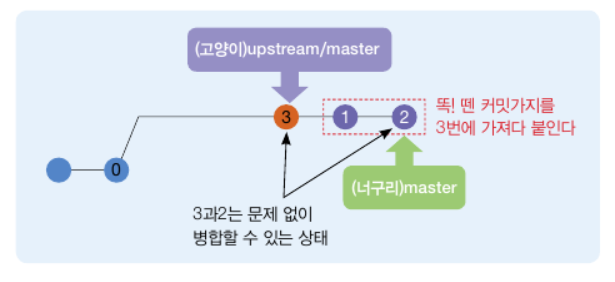 (고양이)upstream/master
3
1
2
똑! 뗀 커밋가지를
3번에 가져다 붙인다
0
(너구리)master
3과2는 문제 없이
병합할 수 있는 상태